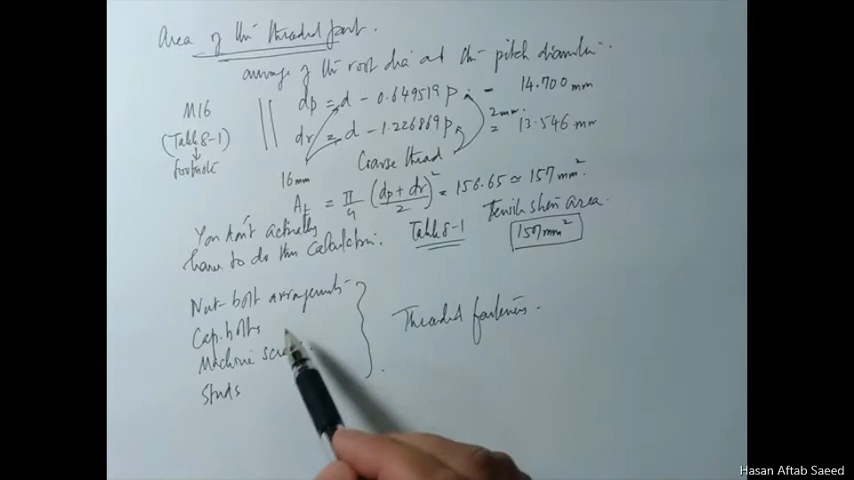 Area of the threaded part.
average of the root dia and the pitch diameter.
M16
(Table 8-1)
↓
footnote
dp = d - 0.649519 p = 14.700 mm
dr = d - 1.226869 p = 13.546 mm
2mm.
16 mm
Coarse thread
At = π/4 (dp + dr / 2)² = 156.65 ≃ 157 mm².
You don't actually
have to do this calculation.
Table 8-1
Tensile stress area.
157 mm²
Nut-bolt arrangements
Cap. bolts
Machine
Studs
Threaded fasteners.
Hasan Aftab Saeed